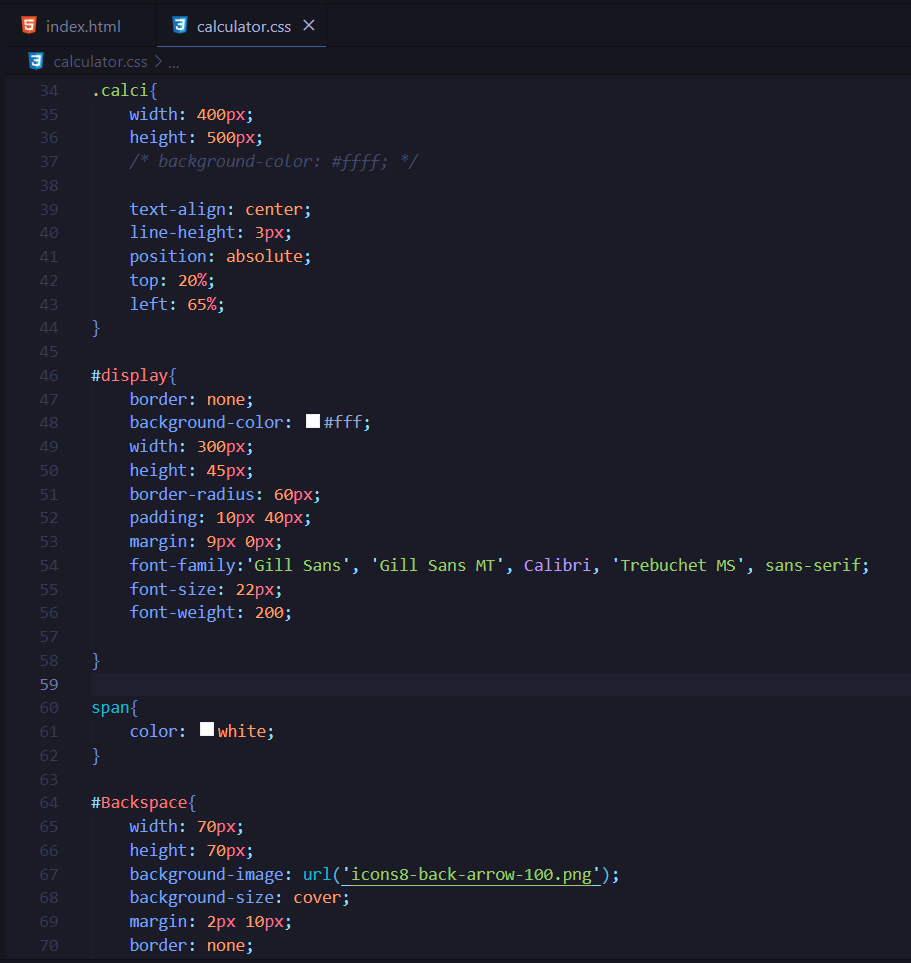 index.html
calculator.css ×
calculator.css > ...
34 .calci{
35 width: 400px;
36 height: 500px;
37 /* background-color: #ffff; */
38
39 text-align: center;
40 line-height: 3px;
41 position: absolute;
42 top: 20%;
43 left: 65%;
44 }
45
46 #display{
47 border: none;
48 background-color: #fff;
49 width: 300px;
50 height: 45px;
51 border-radius: 60px;
52 padding: 10px 40px;
53 margin: 9px 0px;
54 font-family:'Gill Sans', 'Gill Sans MT', Calibri, 'Trebuchet MS', sans-serif;
55 font-size: 22px;
56 font-weight: 200;
57
58 }
59
60 span{
61 color: white;
62 }
63
64 #Backspace{
65 width: 70px;
66 height: 70px;
67 background-image: url('icons8-back-arrow-100.png');
68 background-size: cover;
69 margin: 2px 10px;
70 border: none;